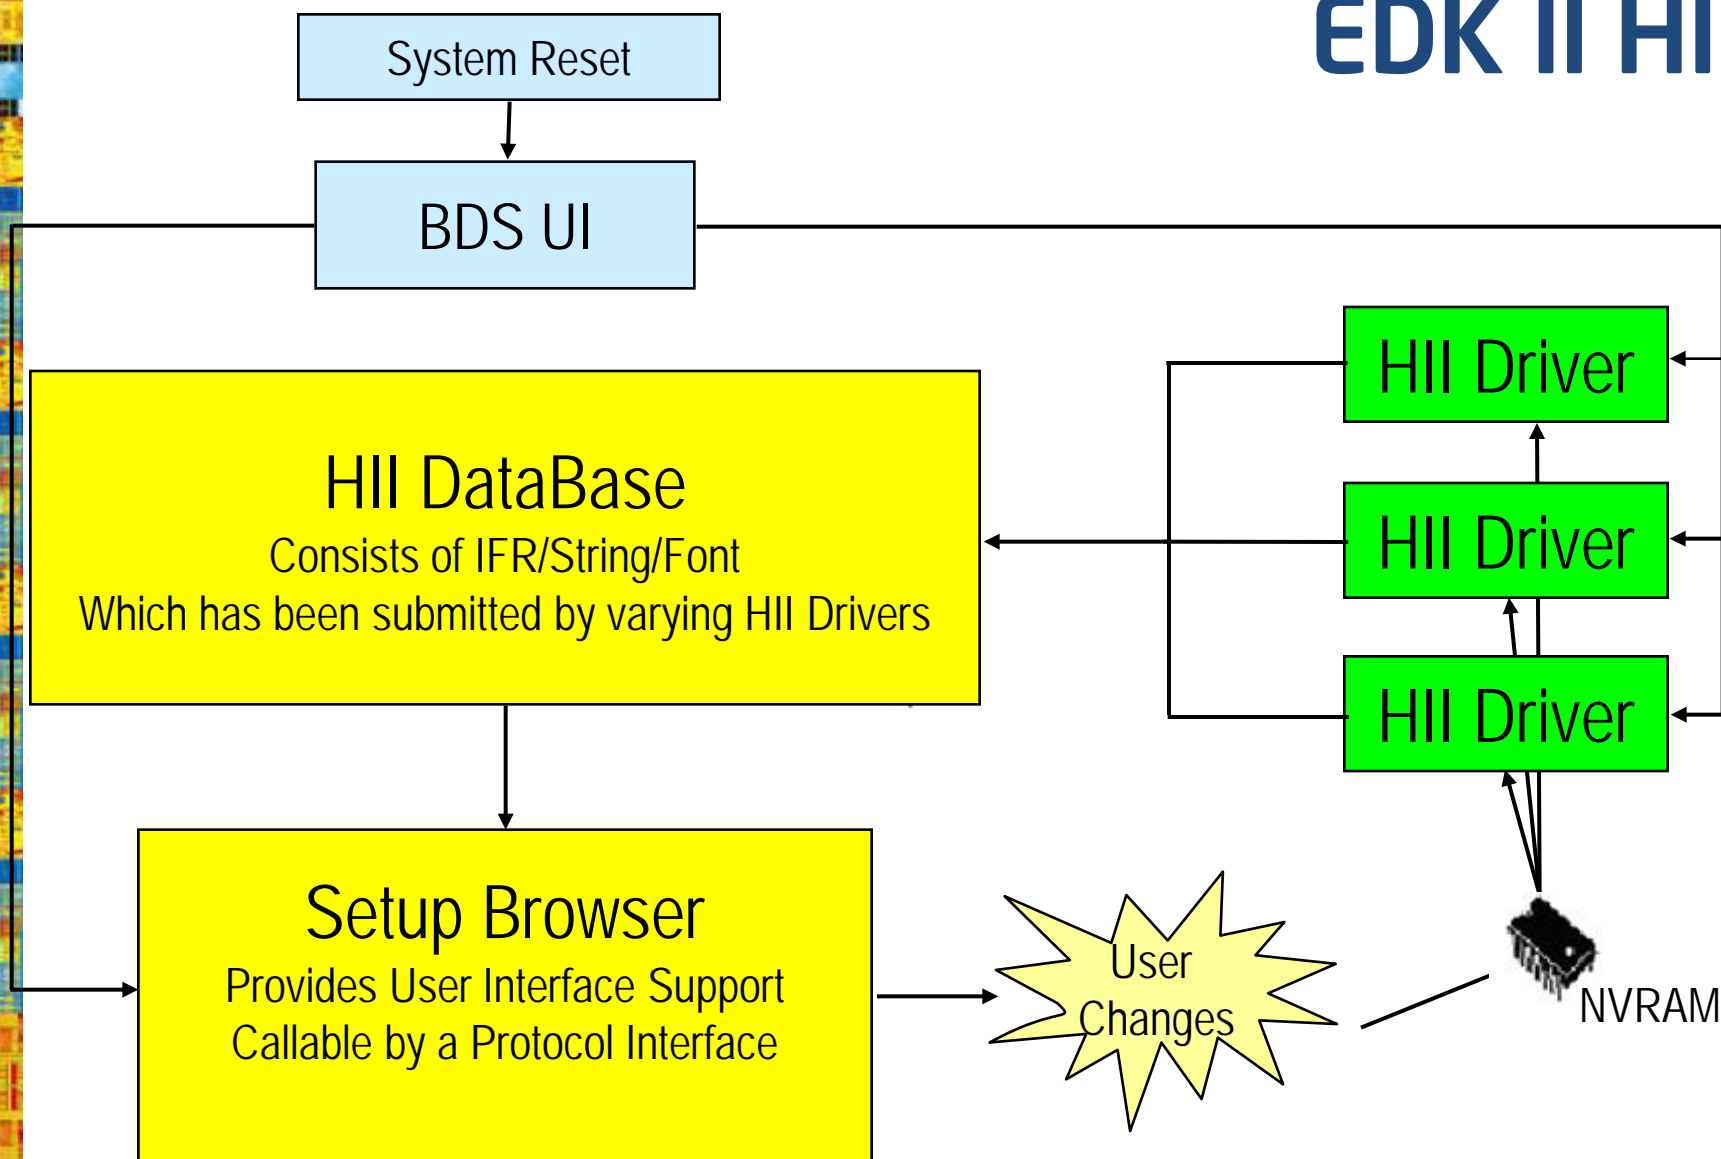 EDK II HI
System Reset
BDS UI
HII Driver
HII DataBase
Consists of IFR/String/Font
Which has been submitted by varying HII Drivers
HII Driver
HII Driver
Setup Browser
Provides User Interface Support
Callable by a Protocol Interface
User
Changes
NVRAM